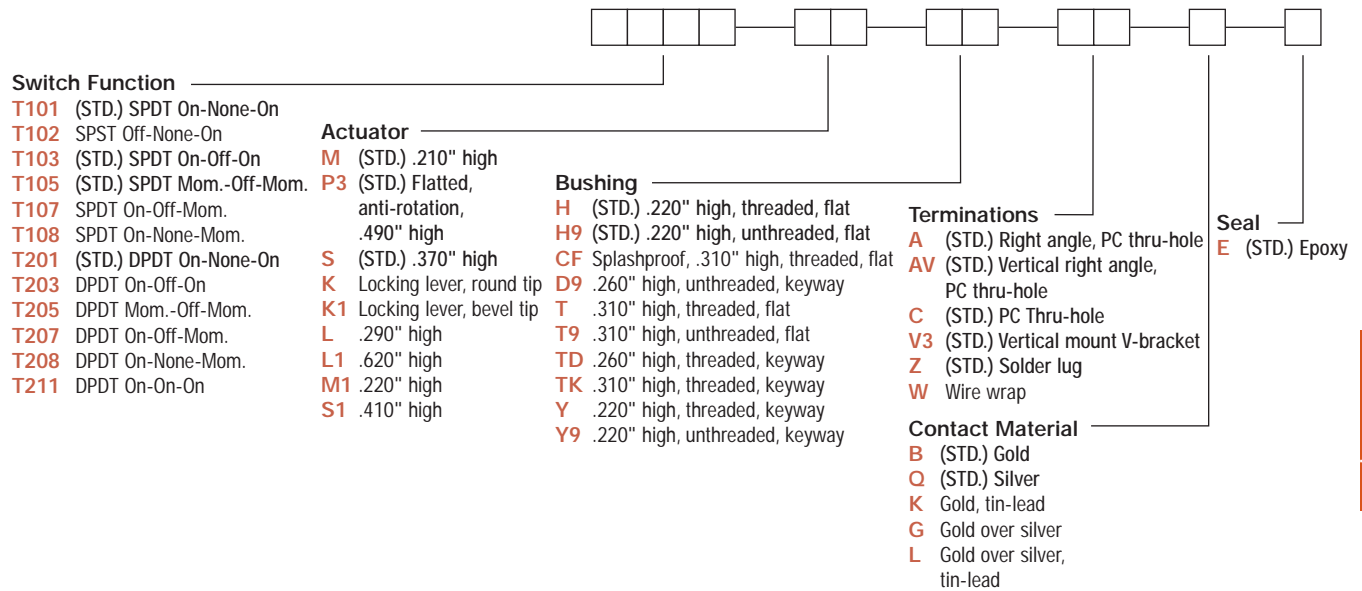 Switch Function
T101 (STD.) SPDT On-None-On
T102 SPST Off-None-On
T103 (STD.) SPDT On-Off-On
T105 (STD.) SPDT Mom.-Off-Mom.
T107 SPDT On-Off-Mom.
T108 SPDT On-None-Mom.
T201 (STD.) DPDT On-None-On
T203 DPDT On-Off-On
T205 DPDT Mom.-Off-Mom.
T207 DPDT On-Off-Mom.
T208 DPDT On-None-Mom.
T211 DPDT On-On-On
Actuator
M (STD.) .210" high
P3 (STD.) Flatted,
anti-rotation,
.490" high
S (STD.) .370" high
K Locking lever, round tip
K1 Locking lever, bevel tip
L .290" high
L1 .620" high
M1 .220" high
S1 .410" high
Bushing
H (STD.) .220" high, threaded, flat
H9 (STD.) .220" high, unthreaded, flat
CF Splashproof, .310" high, threaded, flat
D9 .260" high, unthreaded, keyway
T .310" high, threaded, flat
T9 .310" high, unthreaded, flat
TD .260" high, threaded, keyway
TK .310" high, threaded, keyway
Y .220" high, threaded, keyway
Y9 .220" high, unthreaded, keyway
Terminations
A (STD.) Right angle, PC thru-hole
AV (STD.) Vertical right angle,
PC thru-hole
C (STD.) PC Thru-hole
V3 (STD.) Vertical mount V-bracket
Z (STD.) Solder lug
W Wire wrap
Contact Material
B (STD.) Gold
Q (STD.) Silver
K Gold, tin-lead
G Gold over silver
L Gold over silver,
tin-lead
Seal
E (STD.) Epoxy